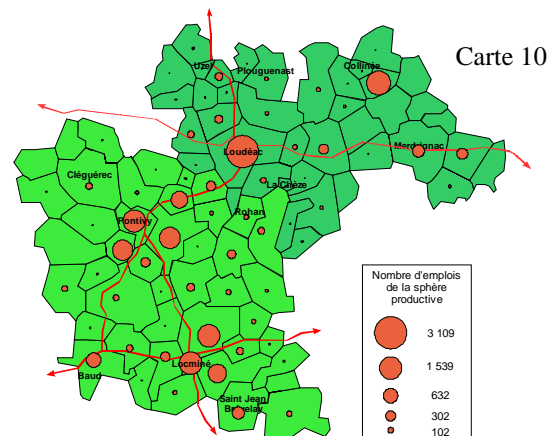 Carte 10
Uzel
Plouguenast
Collinée
Loudéac
Merdrignac
La Chèze
Cléguérec
Rohan
Pontivy
Locminé
Baud
Saint Jean
Brévelay
Nombre d'emplois
de la sphère
productive
3 109
1 539
632
302
102